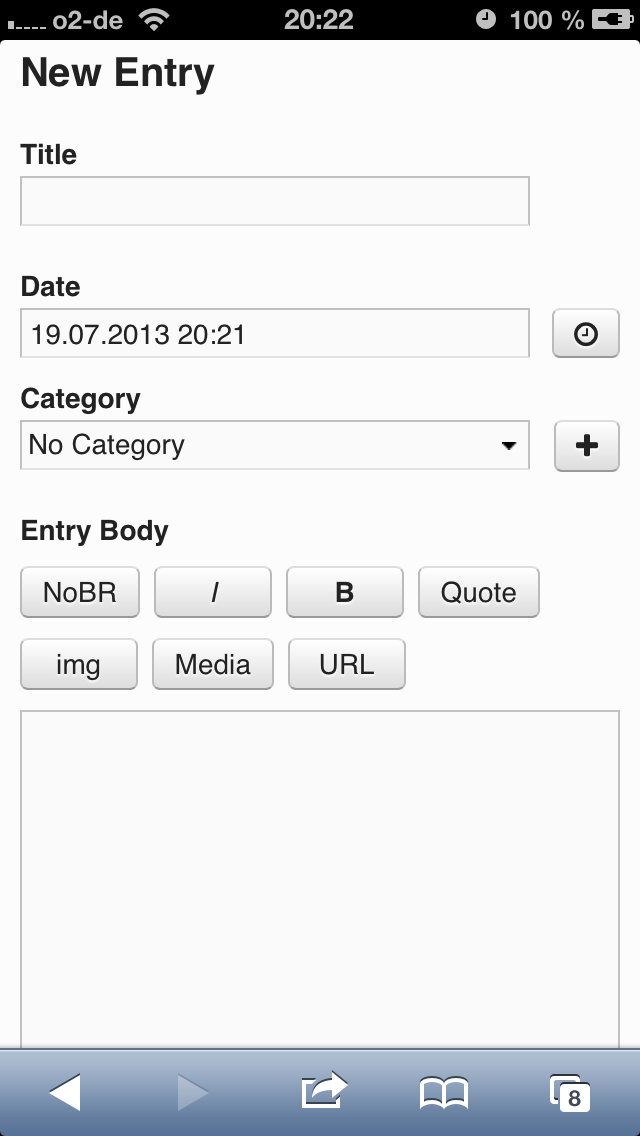 o2-de 20:22 100 %
New Entry
Title
Date
19.07.2013 20:21
Category
No Category
Entry Body
NoBR I B Quote
img Media URL
8